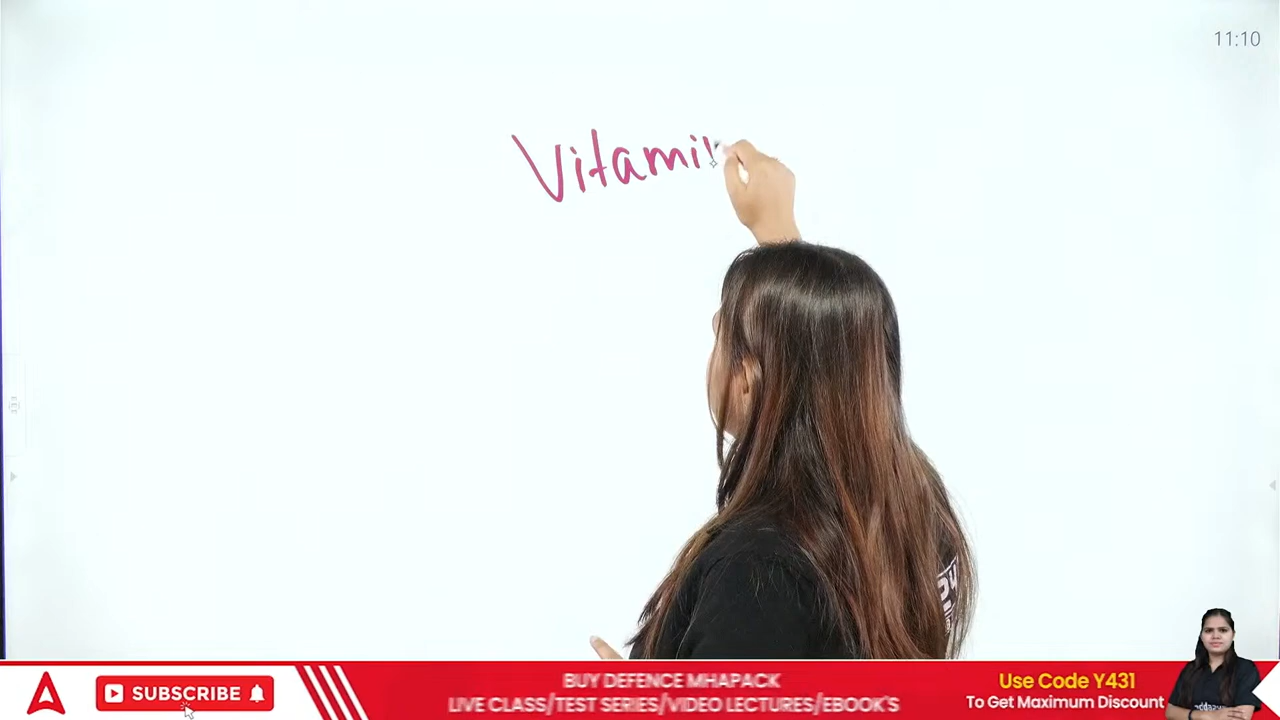 11:10
Vitami
SUBSCRIBE
BUY DEFENCE MHAPACK
LIVE CLASS/TEST SERIES/VIDEO LECTURES/EBOOK'S
Use Code Y431
To Get Maximum Discount